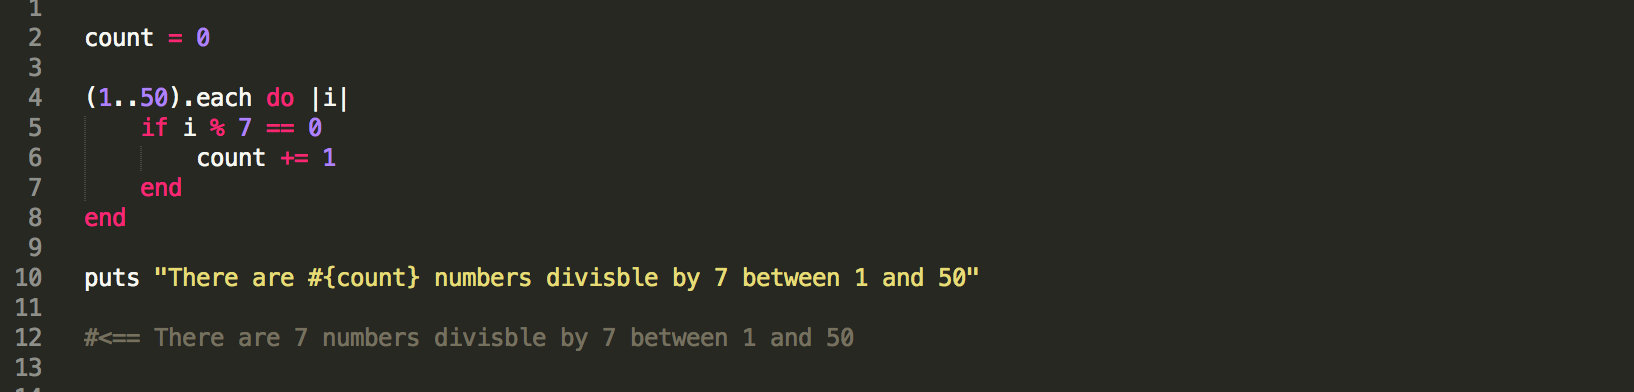 1
2 count = 0
3
4 (1..50).each do |i|
5 if i % 7 == 0
6 count += 1
7 end
8 end
9
10 puts "There are #{count} numbers divisble by 7 between 1 and 50"
11
12 #<== There are 7 numbers divisble by 7 between 1 and 50
13